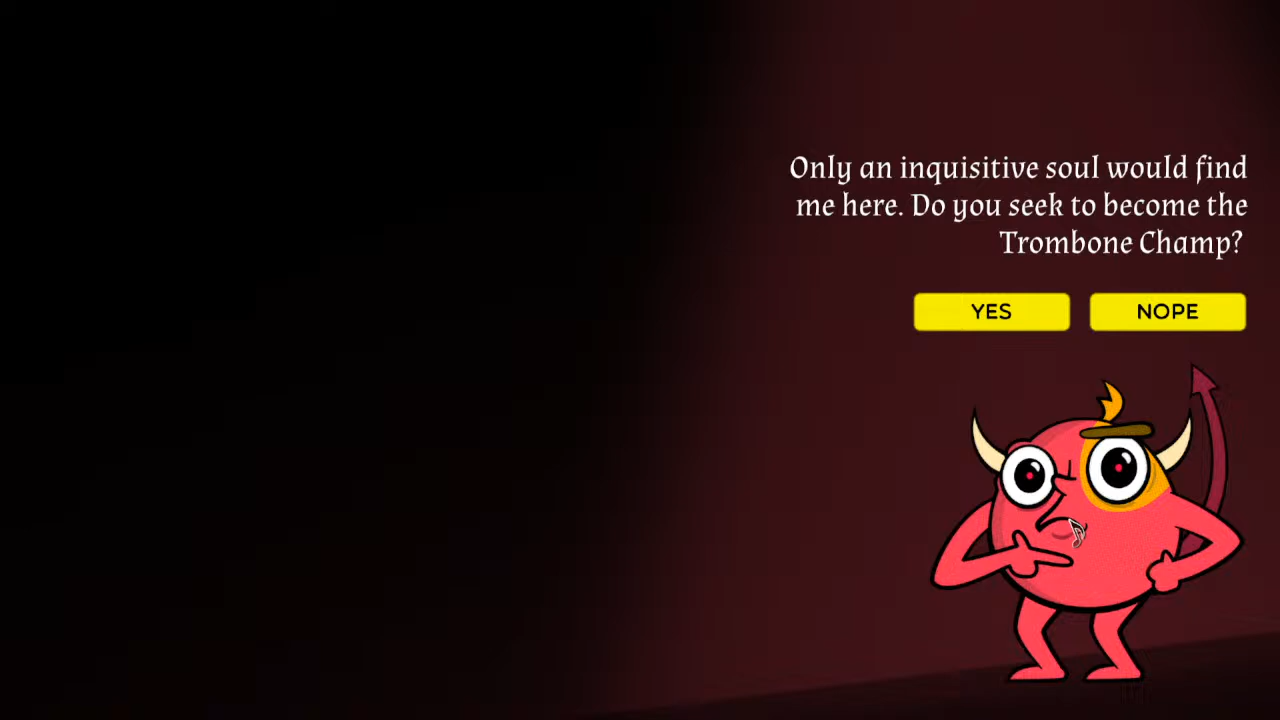 Only an inquisitive soul would find
me here. Do you seek to become the
Trombone Champ?
YES
NOPE